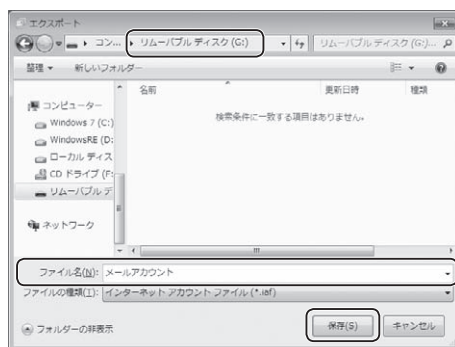 エクスポート
コン... ▸ リムーバブル ディスク (G:)
リムーバブル ディスク (G:)...
整理 ▼ 新しいフォルダー
名前 更新日時 種類
検索条件に一致する項目はありません。
コンピューター
Windows 7 (C:)
WindowsRE (D:
ローカル ディス
CD ドライブ (F:
リムーバブル デ
ネットワーク
ファイル名(N): メールアカウント
ファイルの種類(T): インターネット アカウント ファイル (*.iaf)
フォルダーの非表示
保存(S) キャンセル